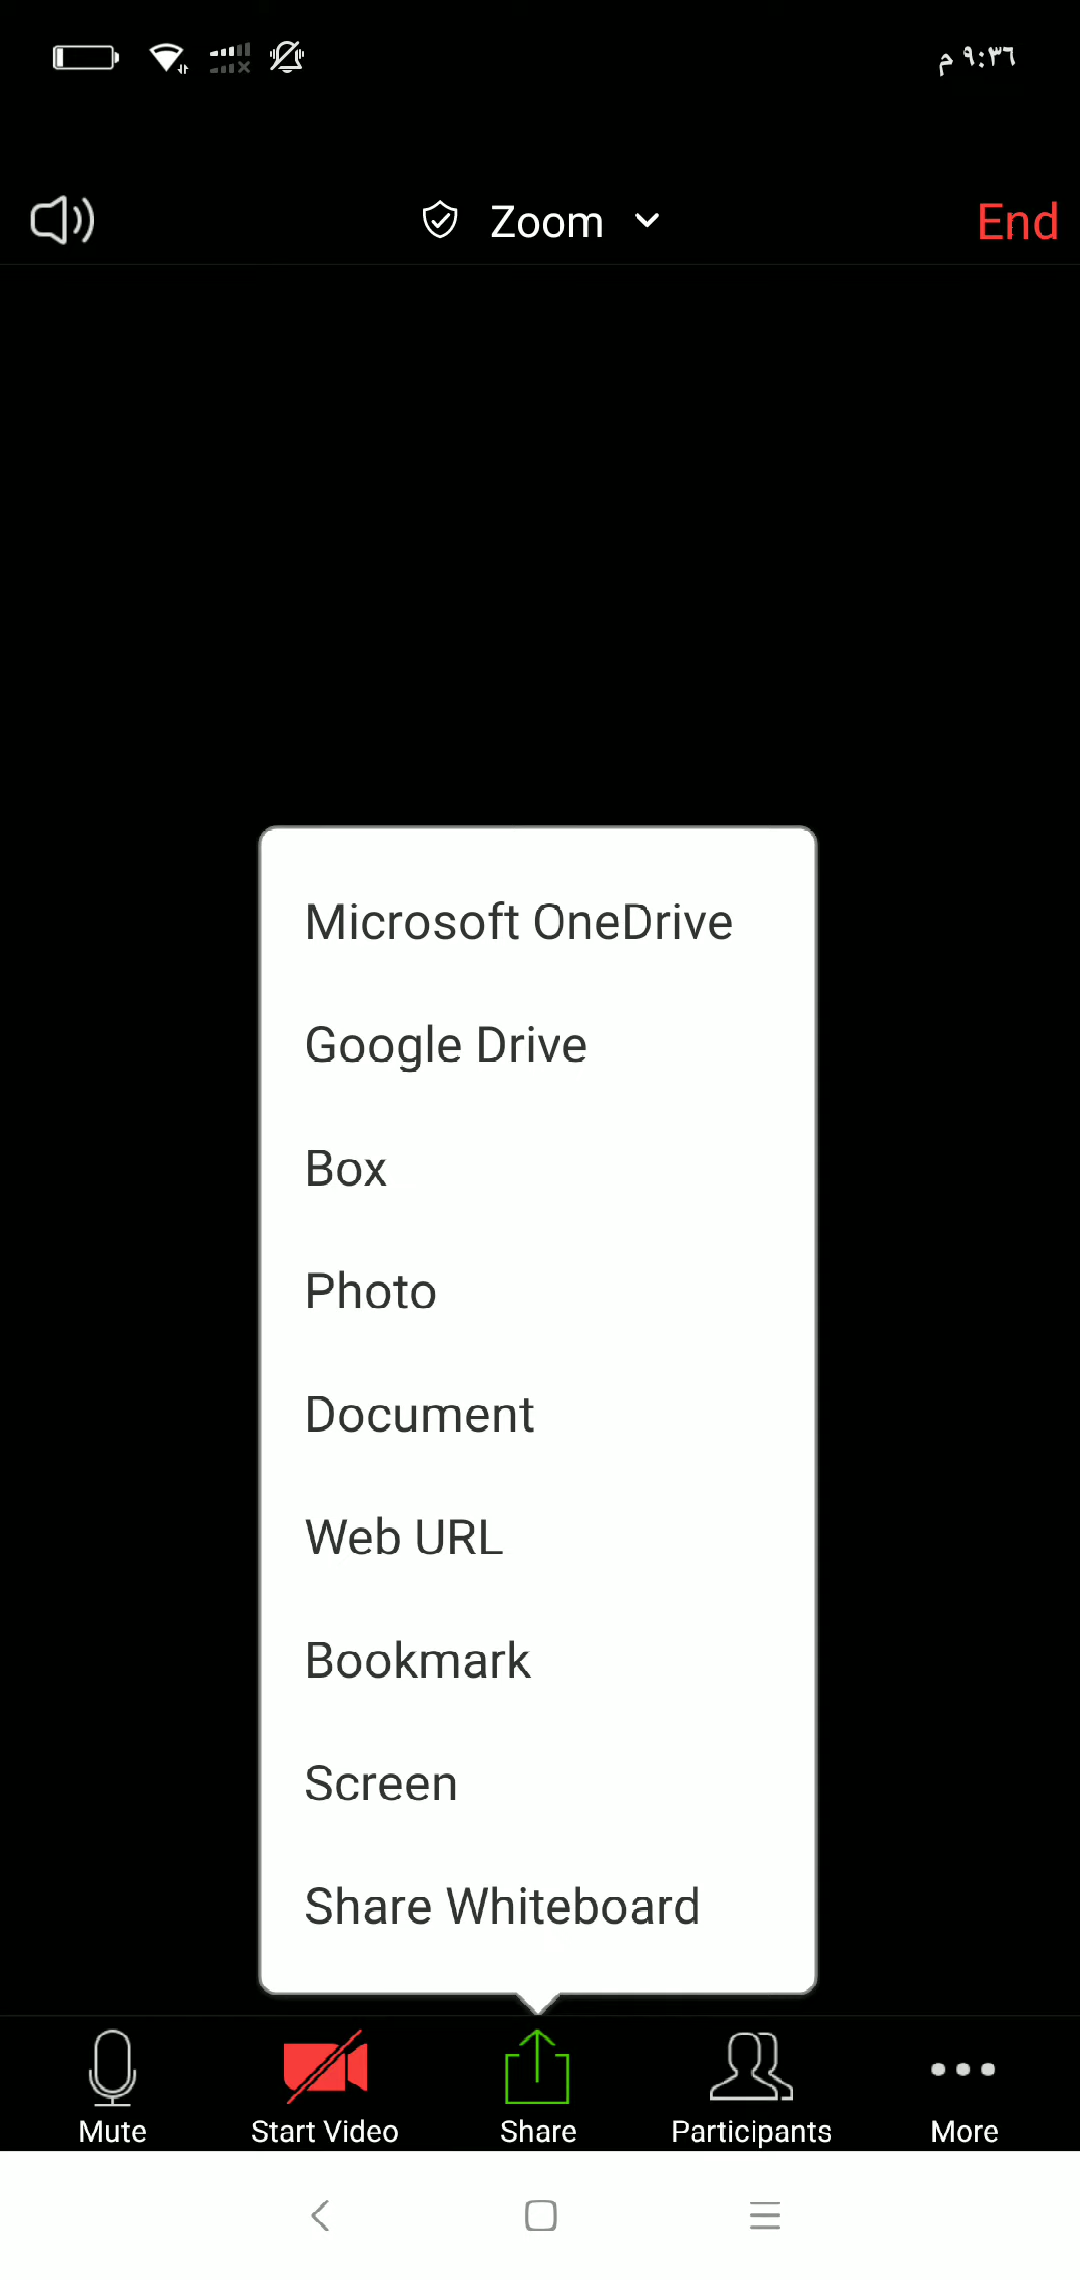 ٩:٣٦ م
Zoom
End
Microsoft OneDrive
Google Drive
Box
Photo
Document
Web URL
Bookmark
Screen
Share Whiteboard
Mute
Start Video
Share
Participants
More